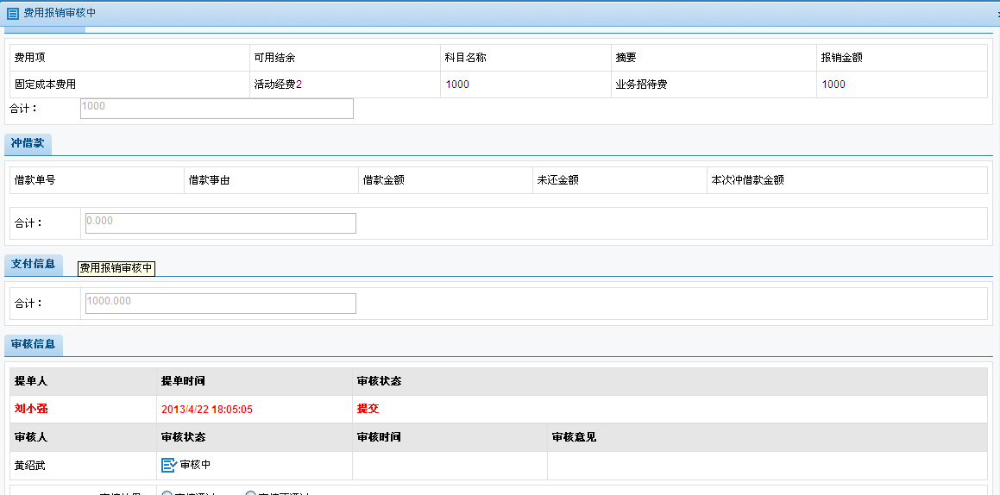 费用报销审核中
费用项 可用结余 科目名称 摘要 报销金额
固定成本费用 活动经费2 1000 业务招待费 1000
合计： 1000
冲借款
借款单号 借款事由 借款金额 未还金额 本次冲借款金额
合计： 0.000
支付信息
费用报销审核中
合计： 1000.000
审核信息
提单人 提单时间 审核状态
刘小强 2013/4/22 18:05:05 提交
审核人 审核状态 审核时间 审核意见
黄绍武 审核中